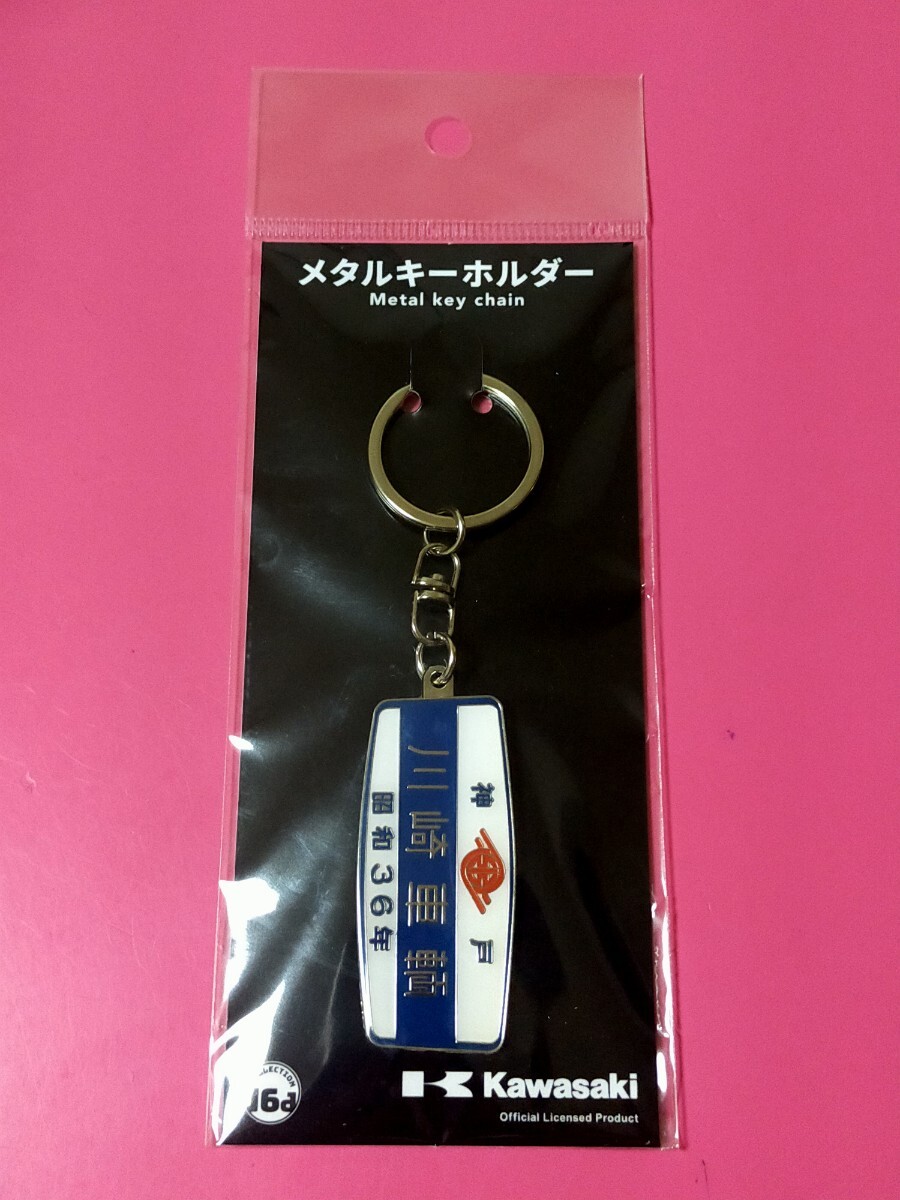 メタルキーホルダー
Metal key chain
神 戸
川崎車輌
昭和36年
Kawasaki
Official Licensed Product